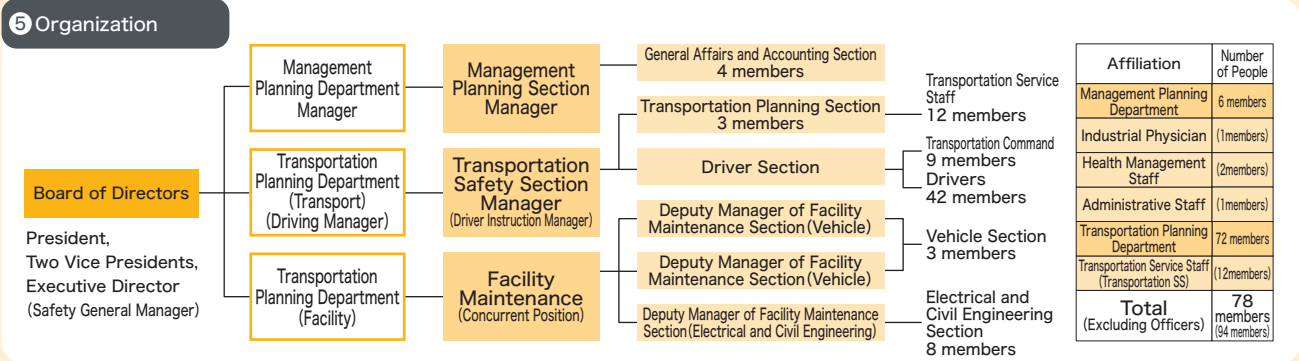 5 Organization
Board of Directors
President,
Two Vice Presidents,
Executive Director
(Safety General Manager)
Management
Planning Department
Manager
Transportation
Planning Department
(Transport)
(Driving Manager)
Transportation
Planning Department
(Facility)
Management
Planning Section
Manager
Transportation
Safety Section
Manager
(Driver Instruction Manager)
Facility
Maintenance
(Concurrent Position)
General Affairs and Accounting Section
4 members
Transportation Planning Section
3 members
Driver Section
Deputy Manager of Facility
Maintenance Section(Vehicle)
Deputy Manager of Facility
Maintenance Section(Vehicle)
Deputy Manager of Facility Maintenance
Section(Electrical and Civil Engineering)
Transportation Service
Staff
12 members
Transportation Command
9 members
Drivers
42 members
Vehicle Section
3 members
Electrical and
Civil Engineering
Section
8 members
Affiliation
Number
of People
Management Planning
Department
6 members
Industrial Physician
(1members)
Health Management
Staff
(2members)
Administrative Staff
(1members)
Transportation Planning
Department
72 members
Transportation Service Staff
(Transportation SS)
(12members)
Total
(Excluding Officers)
78
members
(94 members)